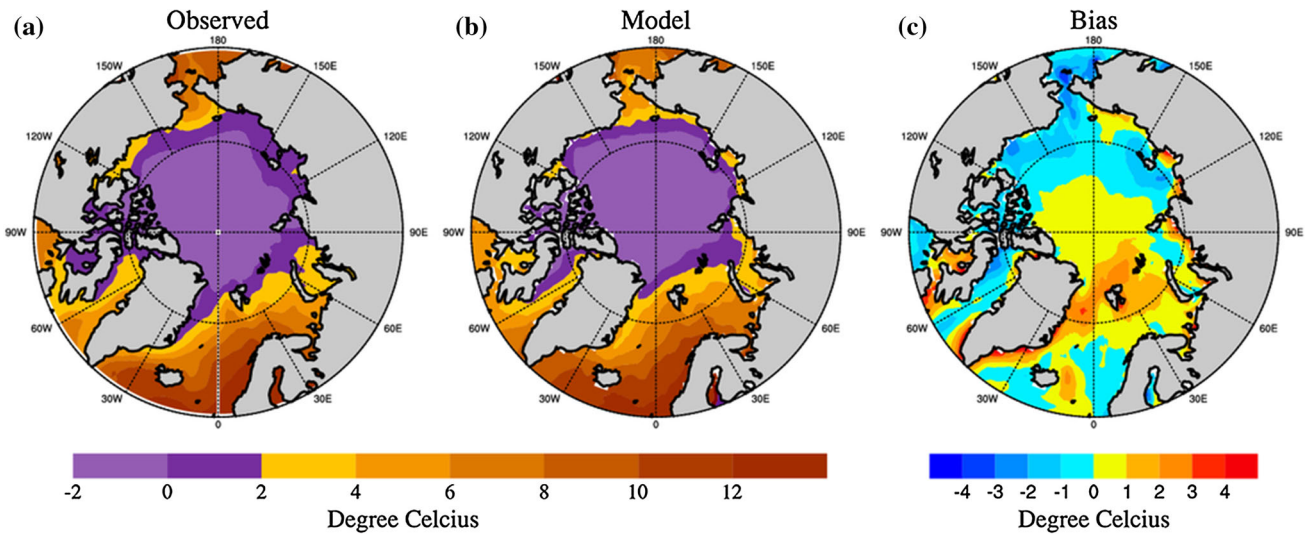 (a) Observed
180
150W 150E
120W 120E
90W 90E
60W 60E
30W 30E
0
(b) Model
180
150W 150E
120W 120E
90W 90E
60W 60E
30W 30E
0
(c) Bias
180
150W 150E
120W 120E
90W 90E
60W 60E
30W 30E
0
-2 0 2 4 6 8 10 12
Degree Celcius
-4 -3 -2 -1 0 1 2 3 4
Degree Celcius